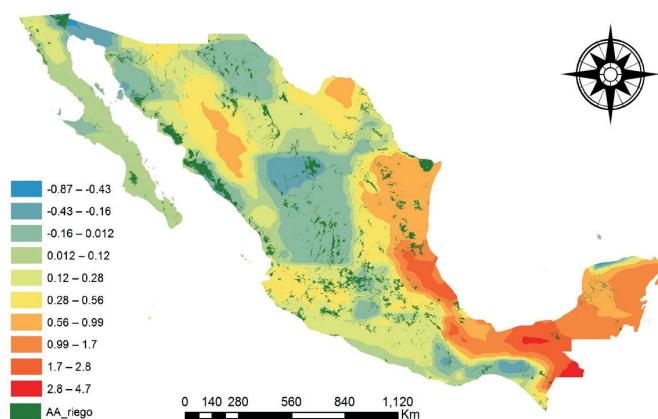 -0.87 – -0.43
-0.43 – -0.16
-0.16 – 0.012
0.012 – 0.12
0.12 – 0.28
0.28 – 0.56
0.56 – 0.99
0.99 – 1.7
1.7 – 2.8
2.8 – 4.7
AA_riego
0 140 280 560 840 1,120
Km